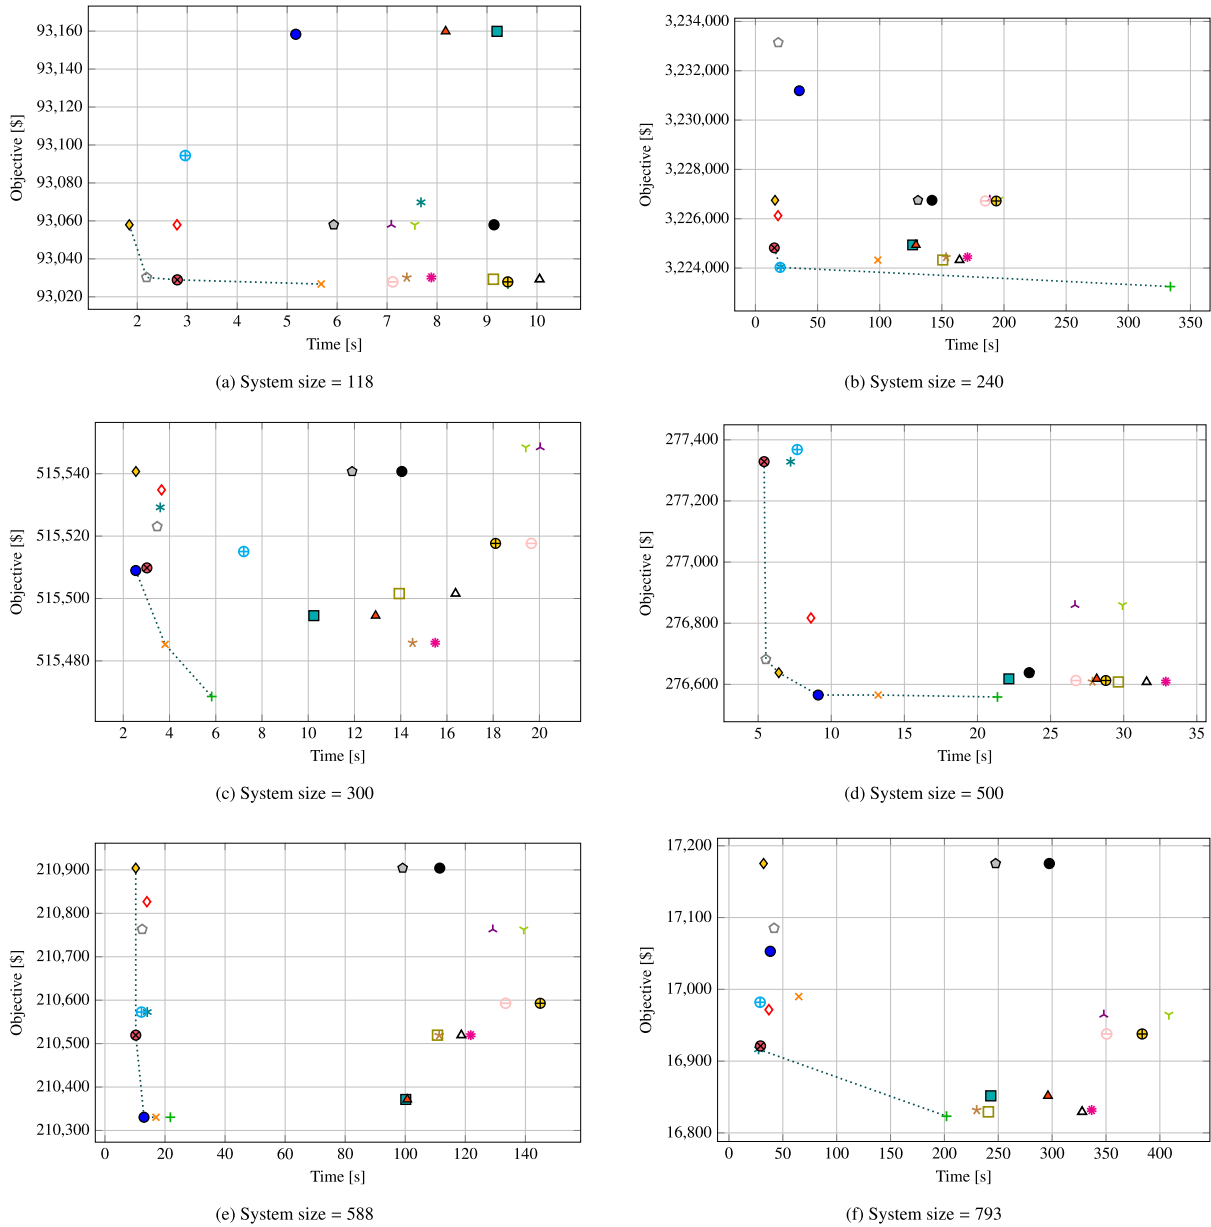 93,160
93,140
93,120
93,100
93,080
93,060
93,040
93,020
Objective [$]
2 3 4 5 6 7 8 9 10
Time [s]
(a) System size = 118
3,234,000
3,232,000
3,230,000
3,228,000
3,226,000
3,224,000
Objective [$]
0 50 100 150 200 250 300 350
Time [s]
(b) System size = 240
515,540
515,520
515,500
515,480
Objective [$]
2 4 6 8 10 12 14 16 18 20
Time [s]
(c) System size = 300
277,400
277,200
277,000
276,800
276,600
Objective [$]
5 10 15 20 25 30 35
Time [s]
(d) System size = 500
210,900
210,800
210,700
210,600
210,500
210,400
210,300
Objective [$]
0 20 40 60 80 100 120 140
Time [s]
(e) System size = 588
17,200
17,100
17,000
16,900
16,800
Objective [$]
0 50 100 150 200 250 300 350 400
Time [s]
(f) System size = 793